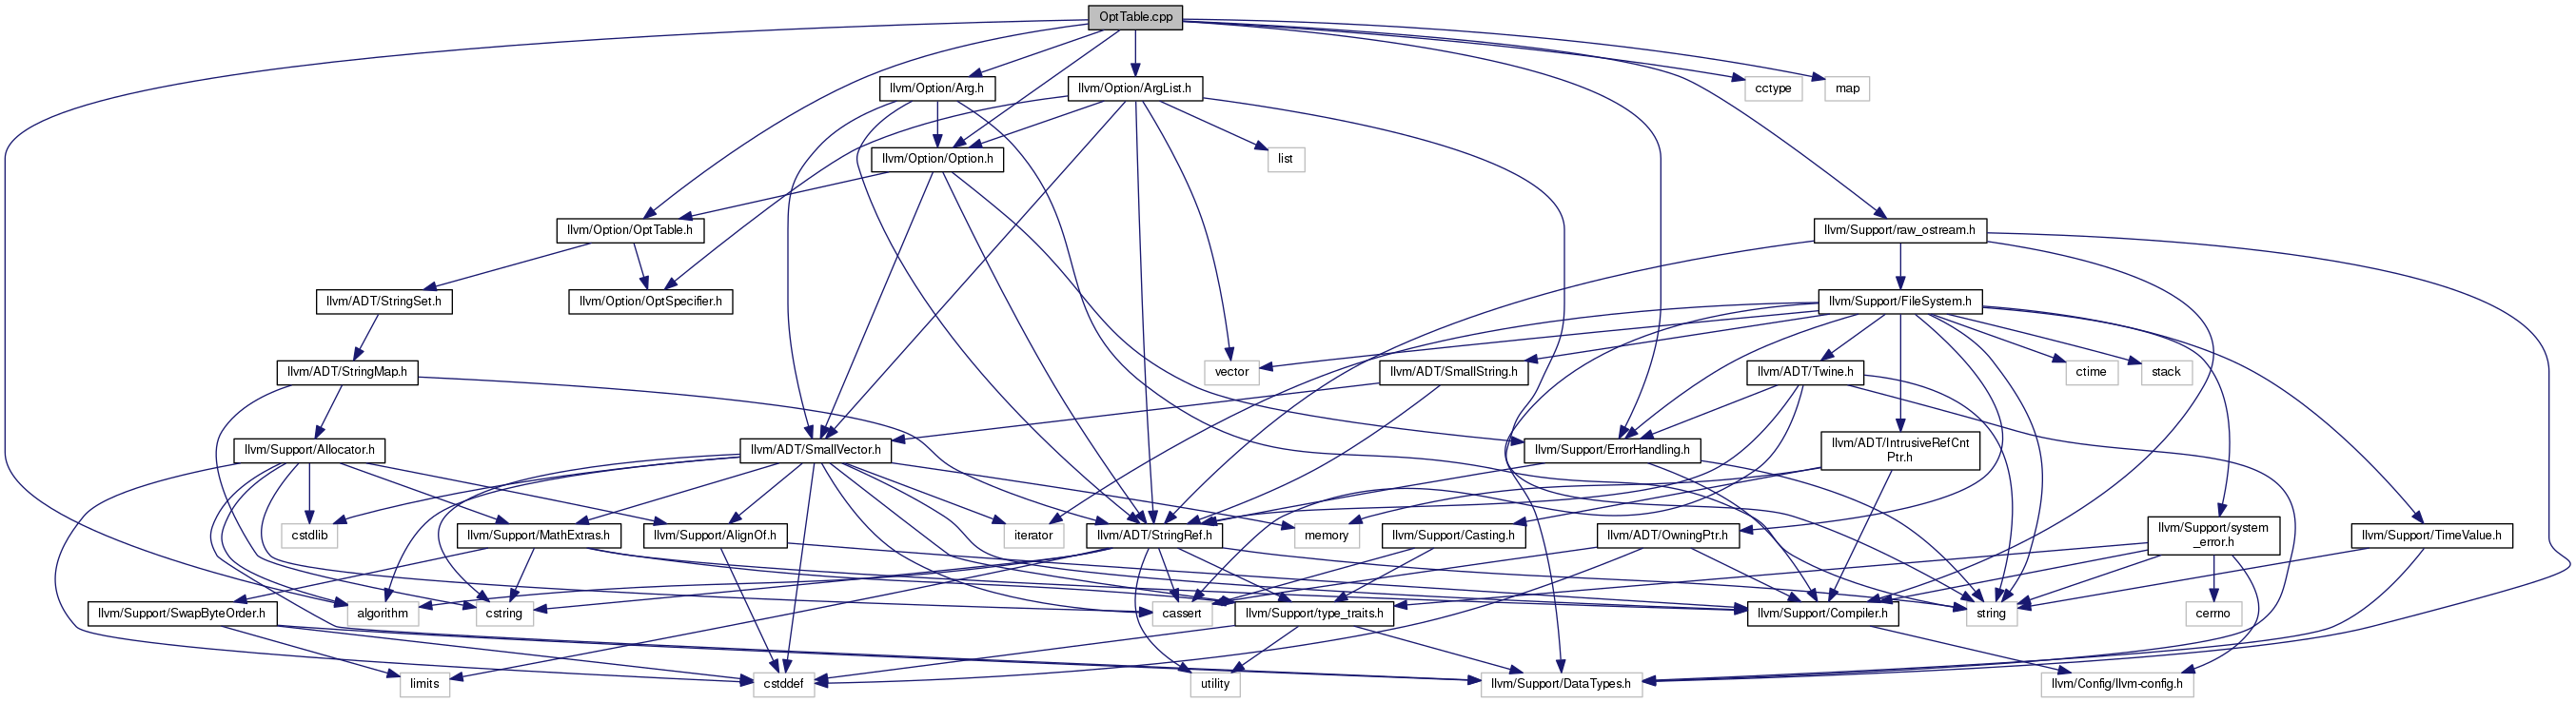 OptTable.cpp
llvm/Option/Arg.h
llvm/Option/ArgList.h
cctype
map
llvm/Option/Option.h
list
llvm/Option/OptTable.h
llvm/Support/raw_ostream.h
llvm/ADT/StringSet.h
llvm/Option/OptSpecifier.h
llvm/Support/FileSystem.h
llvm/ADT/StringMap.h
vector
llvm/ADT/SmallString.h
llvm/ADT/Twine.h
ctime
stack
llvm/Support/Allocator.h
llvm/ADT/SmallVector.h
llvm/Support/ErrorHandling.h
llvm/ADT/IntrusiveRefCnt
Ptr.h
cstdlib
llvm/Support/MathExtras.h
llvm/Support/AlignOf.h
iterator
memory
llvm/ADT/StringRef.h
llvm/Support/Casting.h
llvm/ADT/OwningPtr.h
llvm/Support/system
_error.h
llvm/Support/TimeValue.h
llvm/Support/SwapByteOrder.h
algorithm
cstring
cassert
llvm/Support/type_traits.h
llvm/Support/Compiler.h
string
cerrno
limits
cstddef
utility
llvm/Support/DataTypes.h
llvm/Config/llvm-config.h